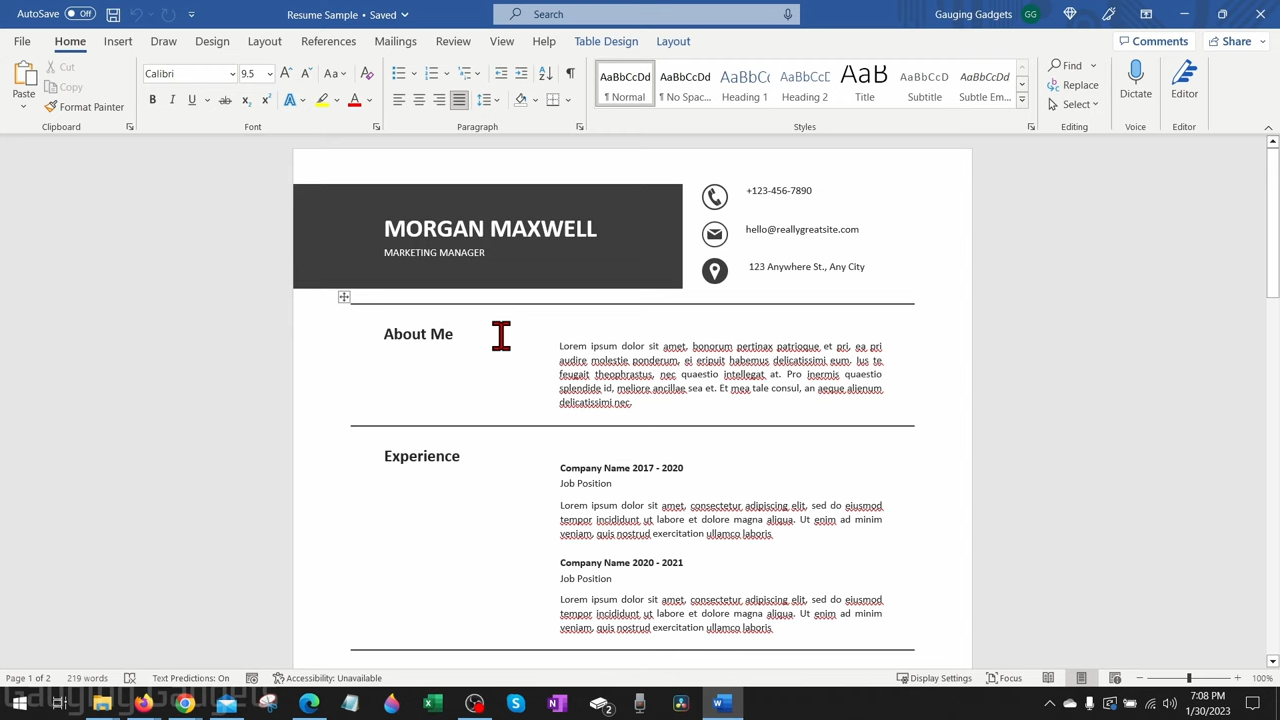 AutoSave Off Resume Sample Search Gauging Gadgets GG
File Home Insert Draw Design Layout References Mailings Review View Help Table Design Layout Comments Share
Paste Cut Copy Format Painter Clipboard
Calibri 9.5 Aa Font
Paragraph
AaBbCcDd ¶ Normal
AaBbCcDd ¶ No Spac...
AaBbCc Heading 1
AaBbCcD Heading 2
AaB Title
AaBbCcD Subtitle
AaBbCcDd Subtle Em...
Styles
Find Replace Select Editing
Dictate Voice
Editor Editor
MORGAN MAXWELL
MARKETING MANAGER
+123-456-7890
hello@reallygreatsite.com
123 Anywhere St., Any City
About Me
Lorem ipsum dolor sit amet, bonorum pertinax patrioque et pri, ea pri
audire molestie ponderum, ei eripuit habemus delicatissimi eum. Ius te
feugait theophrastus, nec quaestio intellegat at. Pro inermis quaestio
splendide id, meliore ancillae sea et. Et mea tale consul, an aeque alienum
delicatissimi nec.
Experience
Company Name 2017 - 2020
Job Position
Lorem ipsum dolor sit amet, consectetur adipiscing elit, sed do eiusmod
tempor incididunt ut labore et dolore magna aliqua. Ut enim ad minim
veniam, quis nostrud exercitation ullamco laboris
Company Name 2020 - 2021
Job Position
Lorem ipsum dolor sit amet, consectetur adipiscing elit, sed do eiusmod
tempor incididunt ut labore et dolore magna aliqua. Ut enim ad minim
veniam, quis nostrud exercitation ullamco laboris
Page 1 of 2 219 words Text Predictions: On Accessibility: Unavailable Display Settings Focus 100%
Gauging Gadgets
7:08 PM
1/30/2023